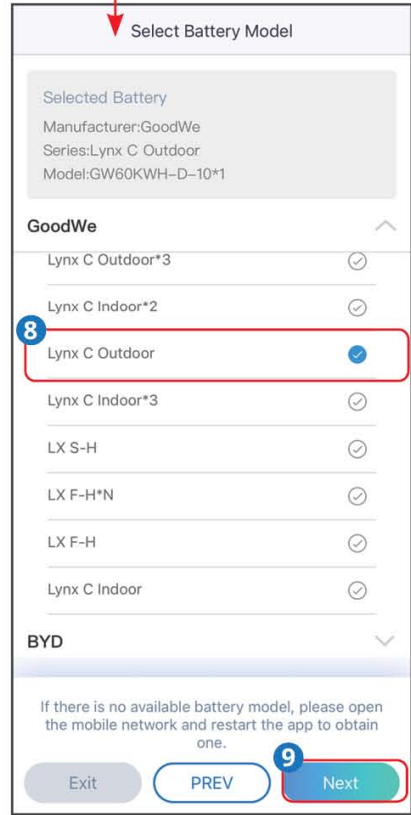 Select Battery Model
Selected Battery
Manufacturer:GoodWe
Series:Lynx C Outdoor
Model:GW60KWH-D-10*1
GoodWe
Lynx C Outdoor*3
Lynx C Indoor*2
8
Lynx C Outdoor
Lynx C Indoor*3
LX S-H
LX F-H*N
LX F-H
Lynx C Indoor
BYD
If there is no available battery model, please open
the mobile network and restart the app to obtain
one.
9
Exit PREV Next